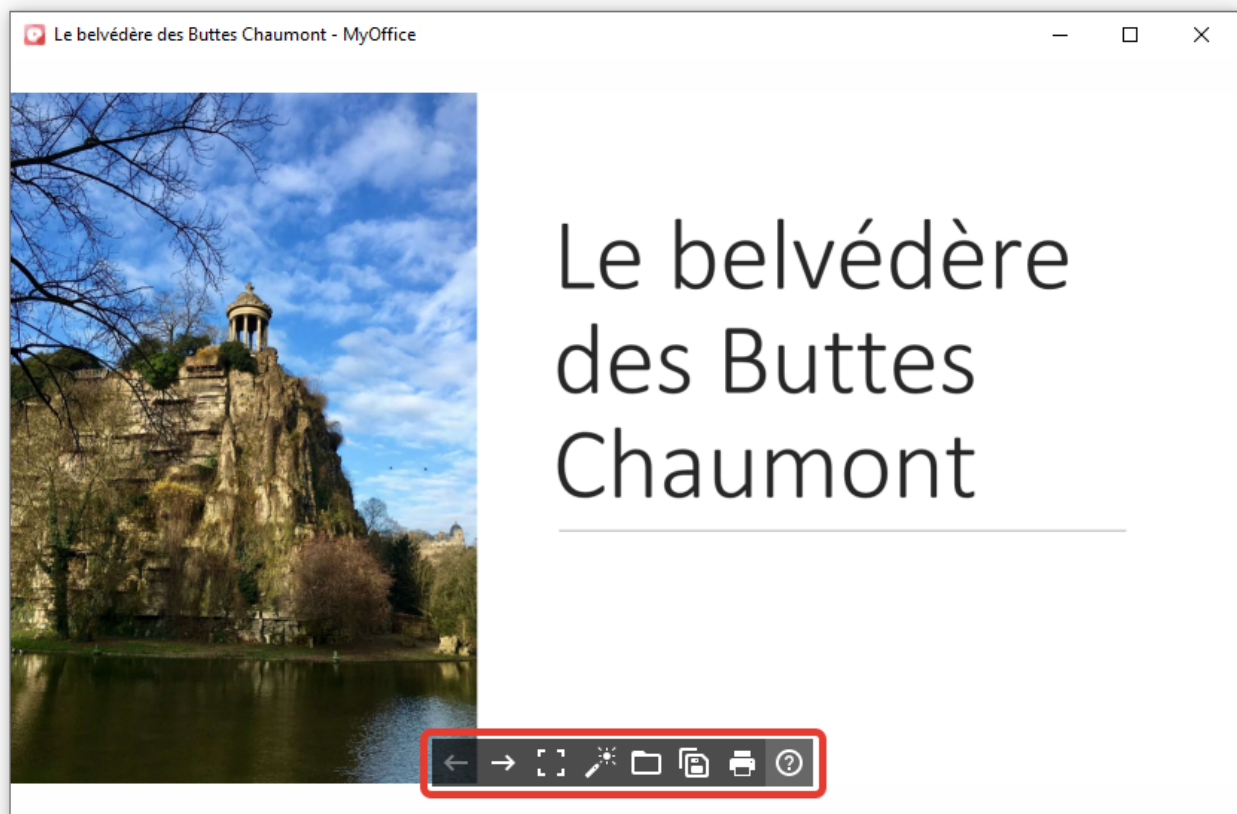 Le belvédère des Buttes Chaumont - MyOffice
Le belvédère
des Buttes
Chaumont